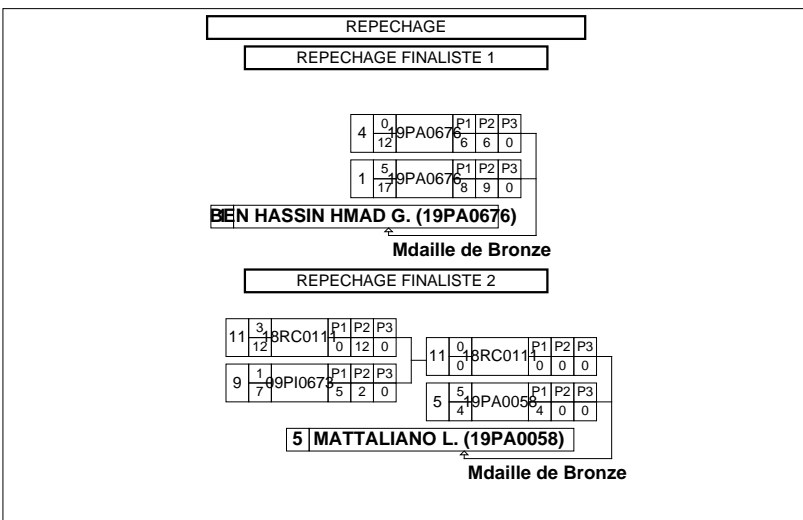 REPECHAGE
REPECHAGE FINALISTE 1
4 0 12 19PA0676 P1 P2 P3 6 6 0
1 5 17 19PA0676 P1 P2 P3 8 9 0
1 BEN HASSIN HMAD G. (19PA0676)
Mdaille de Bronze
REPECHAGE FINALISTE 2
11 3 12 18RC0111 P1 P2 P3 0 12 0
11 0 0 18RC0111 P1 P2 P3 0 0 0
9 1 7 09PI0673 P1 P2 P3 5 2 0
5 5 4 19PA0058 P1 P2 P3 4 0 0
5 MATTALIANO L. (19PA0058)
Mdaille de Bronze